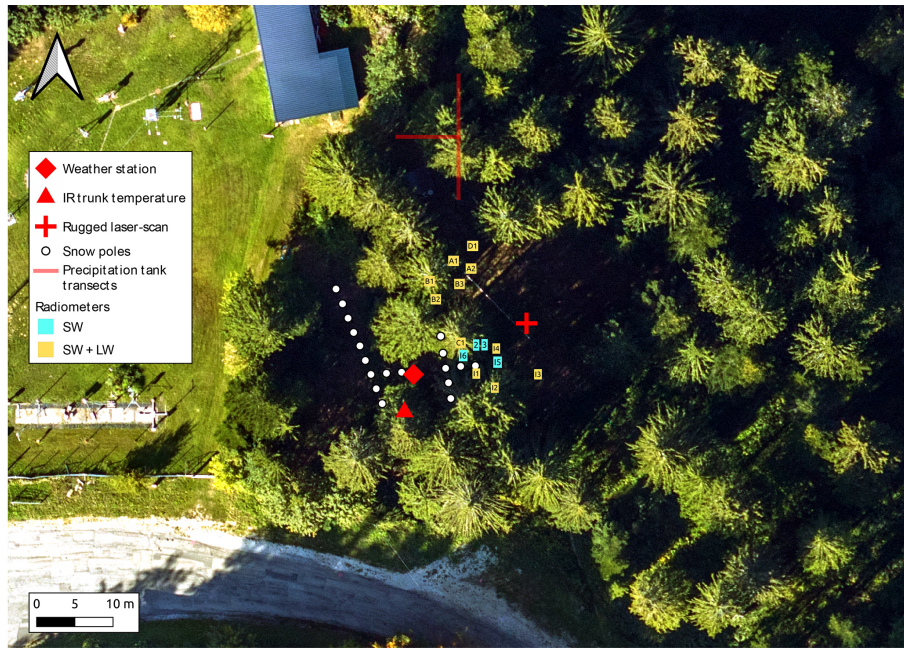 Weather station
IR trunk temperature
Rugged laser-scan
Snow poles
Precipitation tank
transects
Radiometers
SW
SW + LW
D1
A1
A2
B1
B3
B2
C1
2
3
I4
I6
I5
I1
I3
I2
0 5 10 m